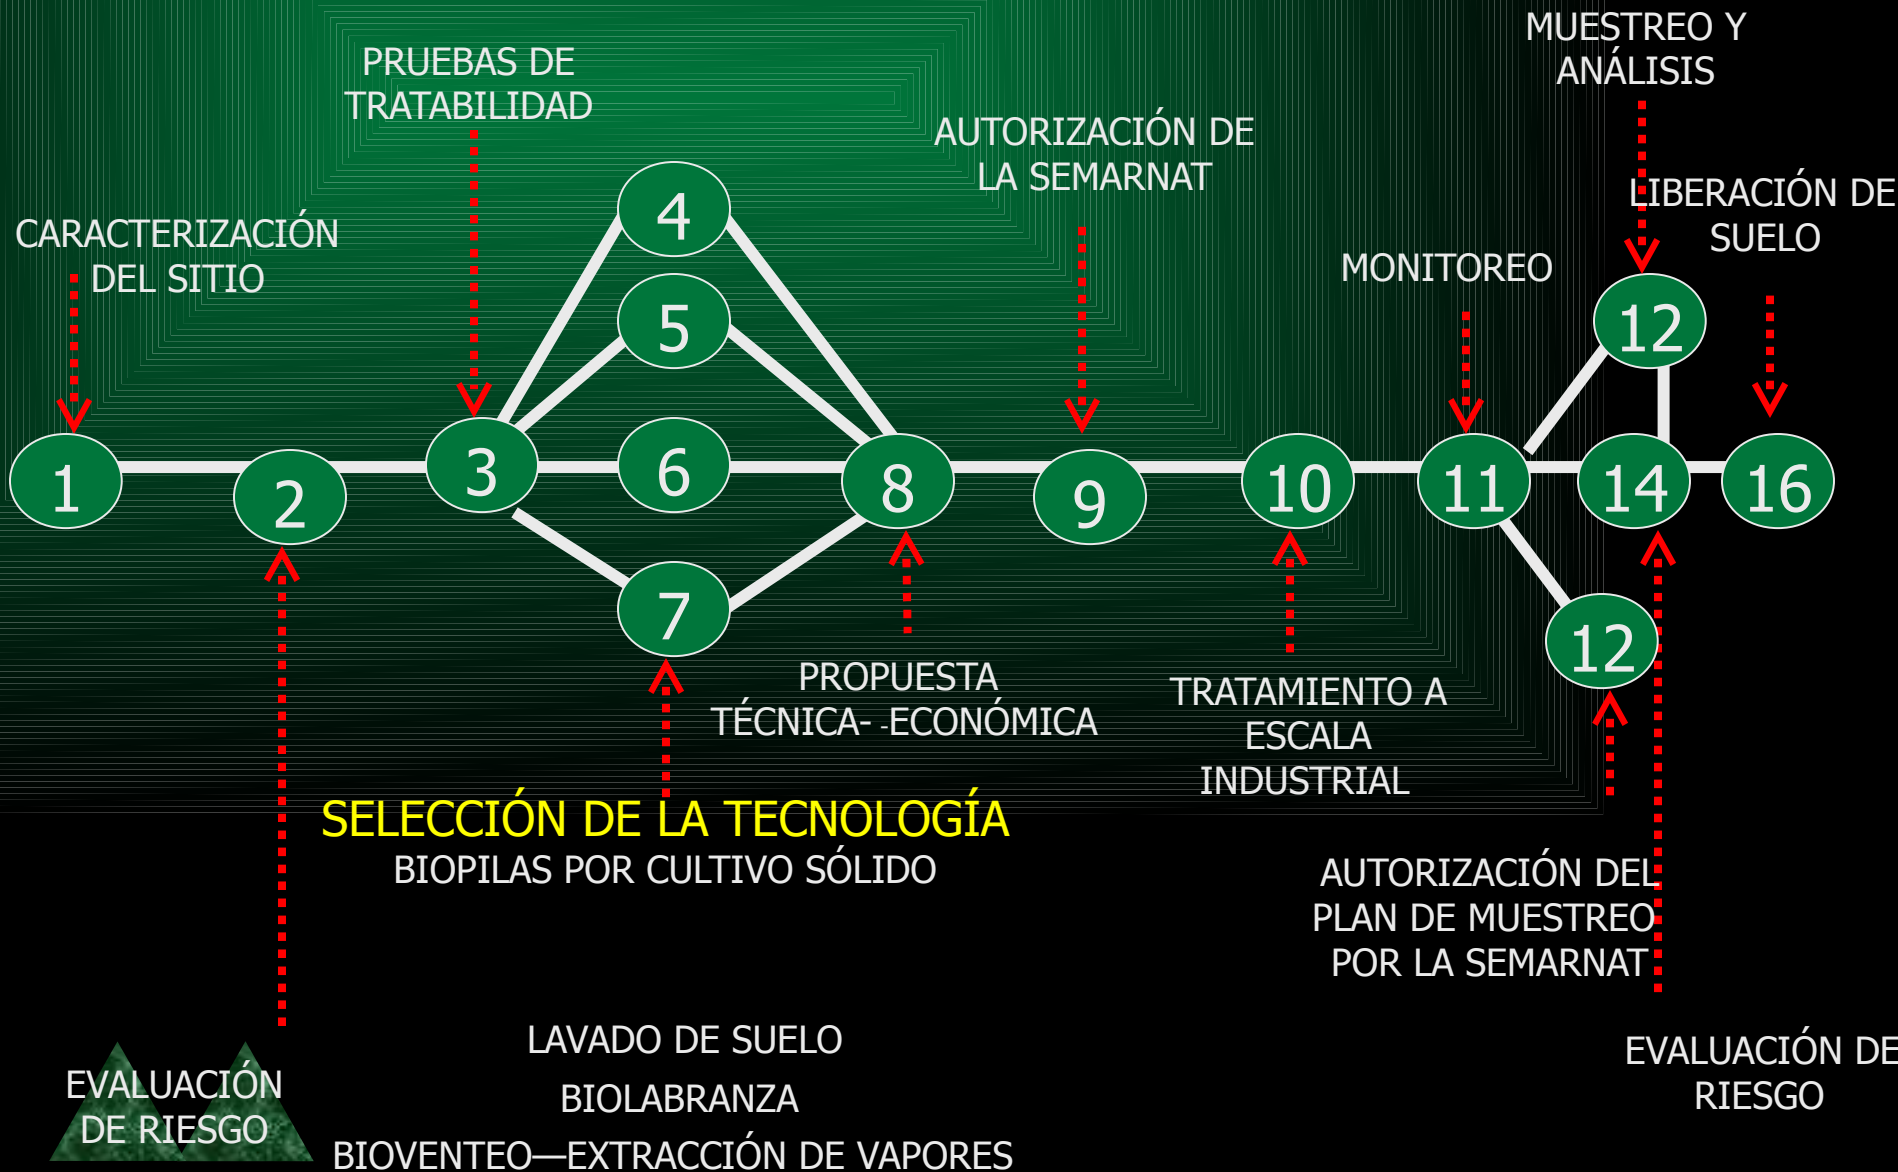 MUESTREO Y
ANÁLISIS
PRUEBAS DE
TRATABILIDAD
AUTORIZACIÓN DE
LA SEMARNAT
LIBERACIÓN DE
SUELO
CARACTERIZACIÓN
DEL SITIO
MONITOREO
4
5
12
1
2
3
6
8
9
10
11
14
16
7
12
PROPUESTA
TÉCNICA- -ECONÓMICA
TRATAMIENTO A
ESCALA
INDUSTRIAL
SELECCIÓN DE LA TECNOLOGÍA
BIOPILAS POR CULTIVO SÓLIDO
AUTORIZACIÓN DEL
PLAN DE MUESTREO
POR LA SEMARNAT
EVALUACIÓN
DE RIESGO
LAVADO DE SUELO
BIOLABRANZA
BIOVENTEO—EXTRACCIÓN DE VAPORES
EVALUACIÓN DE
RIESGO